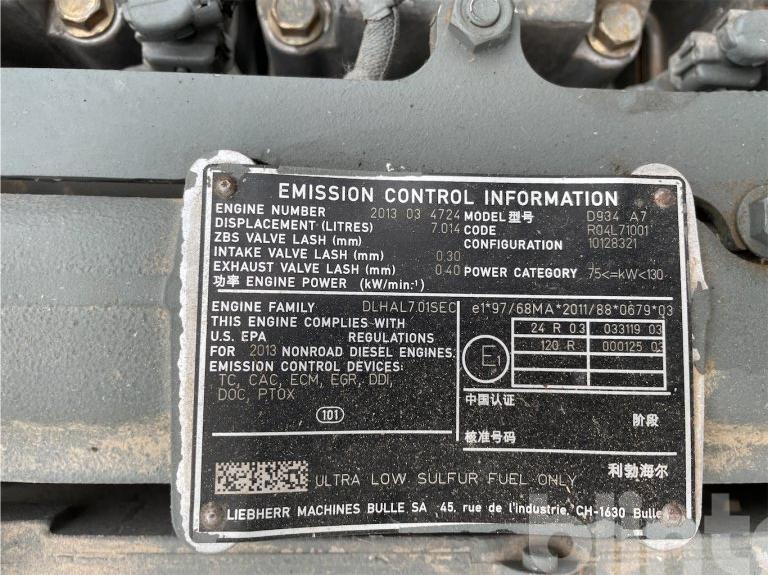 EMISSION CONTROL INFORMATION
ENGINE NUMBER 2013 03 4724 MODEL 型号 D934 A7
DISPLACEMENT (LITRES) 7.014 CODE R04L71001
ZBS VALVE LASH (mm) CONFIGURATION 10128321
INTAKE VALVE LASH (mm) 0.30
EXHAUST VALVE LASH (mm) 0.40 POWER CATEGORY 75<=kW<130
功率 ENGINE POWER (kW/min-¹)
ENGINE FAMILY DLHAL7.01SEC e1*97/68MA*2011/88*0679*03
THIS ENGINE COMPLIES WITH 24 R 0.3 033119 03
U.S. EPA REGULATIONS 120 R 000125 03
FOR 2013 NONROAD DIESEL ENGINES. E1
EMISSION CONTROL DEVICES:
TC, CAC, ECM, EGR, DDI,
DOC, PTOX
中国认证
101 阶段
核准号码
利勃海尔
ULTRA LOW SULFUR FUEL ONLY
LIEBHERR MACHINES BULLE SA 45, rue de l'industrie, CH-1630 Bulle